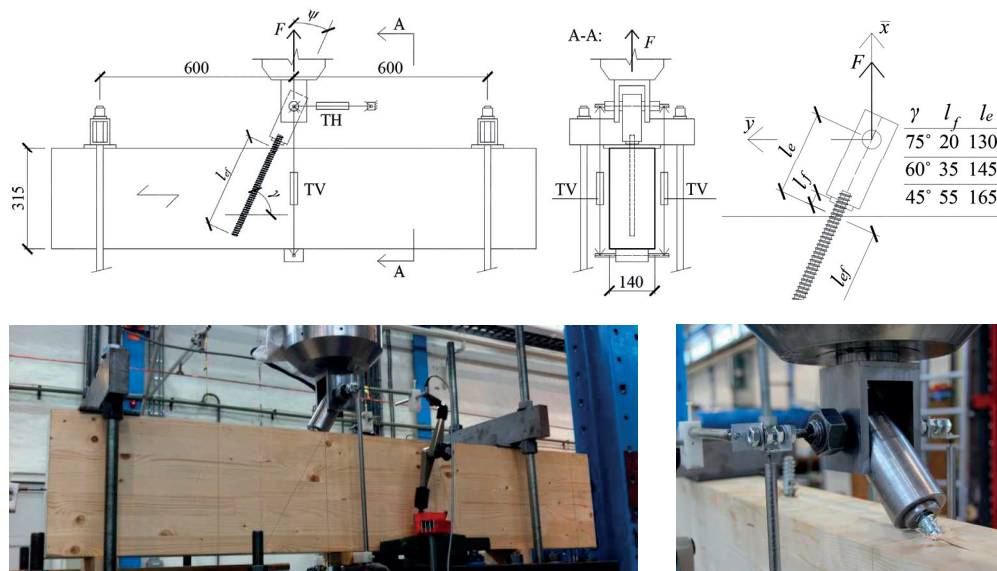 ψ
F
A
600
600
TH
l_ef
γ
TV
315
A
A-A:
F
TV
TV
140
x̄
F
ȳ
l_e
l_f
l_ef
γ l_f l_e
75° 20 130
60° 35 145
45° 55 165